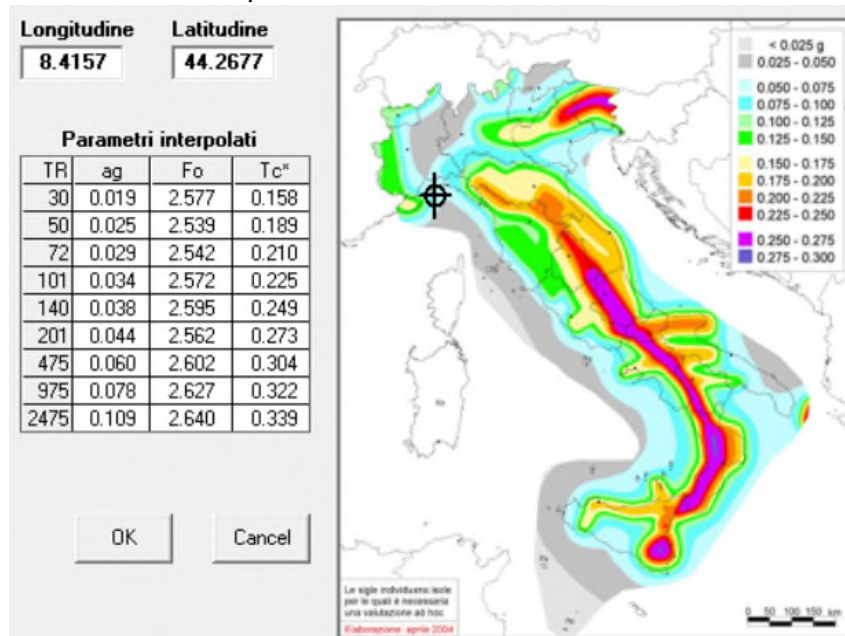 Longitudine Latitudine
8.4157 44.2677
Parametri interpolati
TR ag Fo Tc*
30 0.019 2.577 0.158
50 0.025 2.539 0.189
72 0.029 2.542 0.210
101 0.034 2.572 0.225
140 0.038 2.595 0.249
201 0.044 2.562 0.273
475 0.060 2.602 0.304
975 0.078 2.627 0.322
2475 0.109 2.640 0.339
OK Cancel
< 0.025 g
0.025 - 0.050
0.050 - 0.075
0.075 - 0.100
0.100 - 0.125
0.125 - 0.150
0.150 - 0.175
0.175 - 0.200
0.200 - 0.225
0.225 - 0.250
0.250 - 0.275
0.275 - 0.300
Le sigle individuano isole
per le quali è necessaria
una valutazione ad hoc
Elaborazione: aprile 2004
0 50 100 150 km